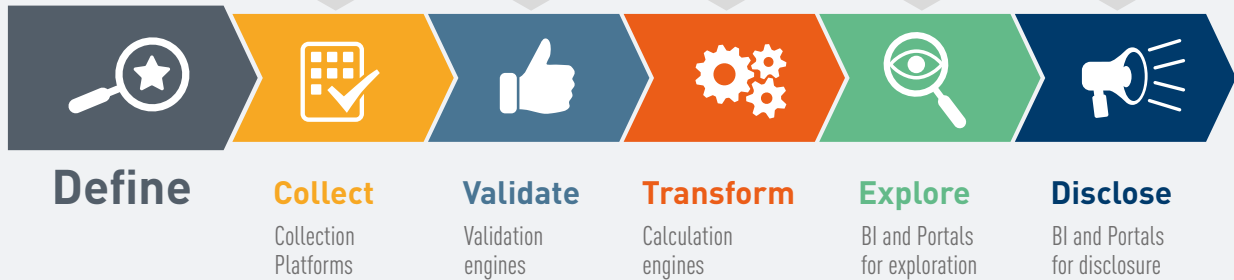 Define
Collect
Collection
Platforms
Validate
Validation
engines
Transform
Calculation
engines
Explore
BI and Portals
for exploration
Disclose
BI and Portals
for disclosure